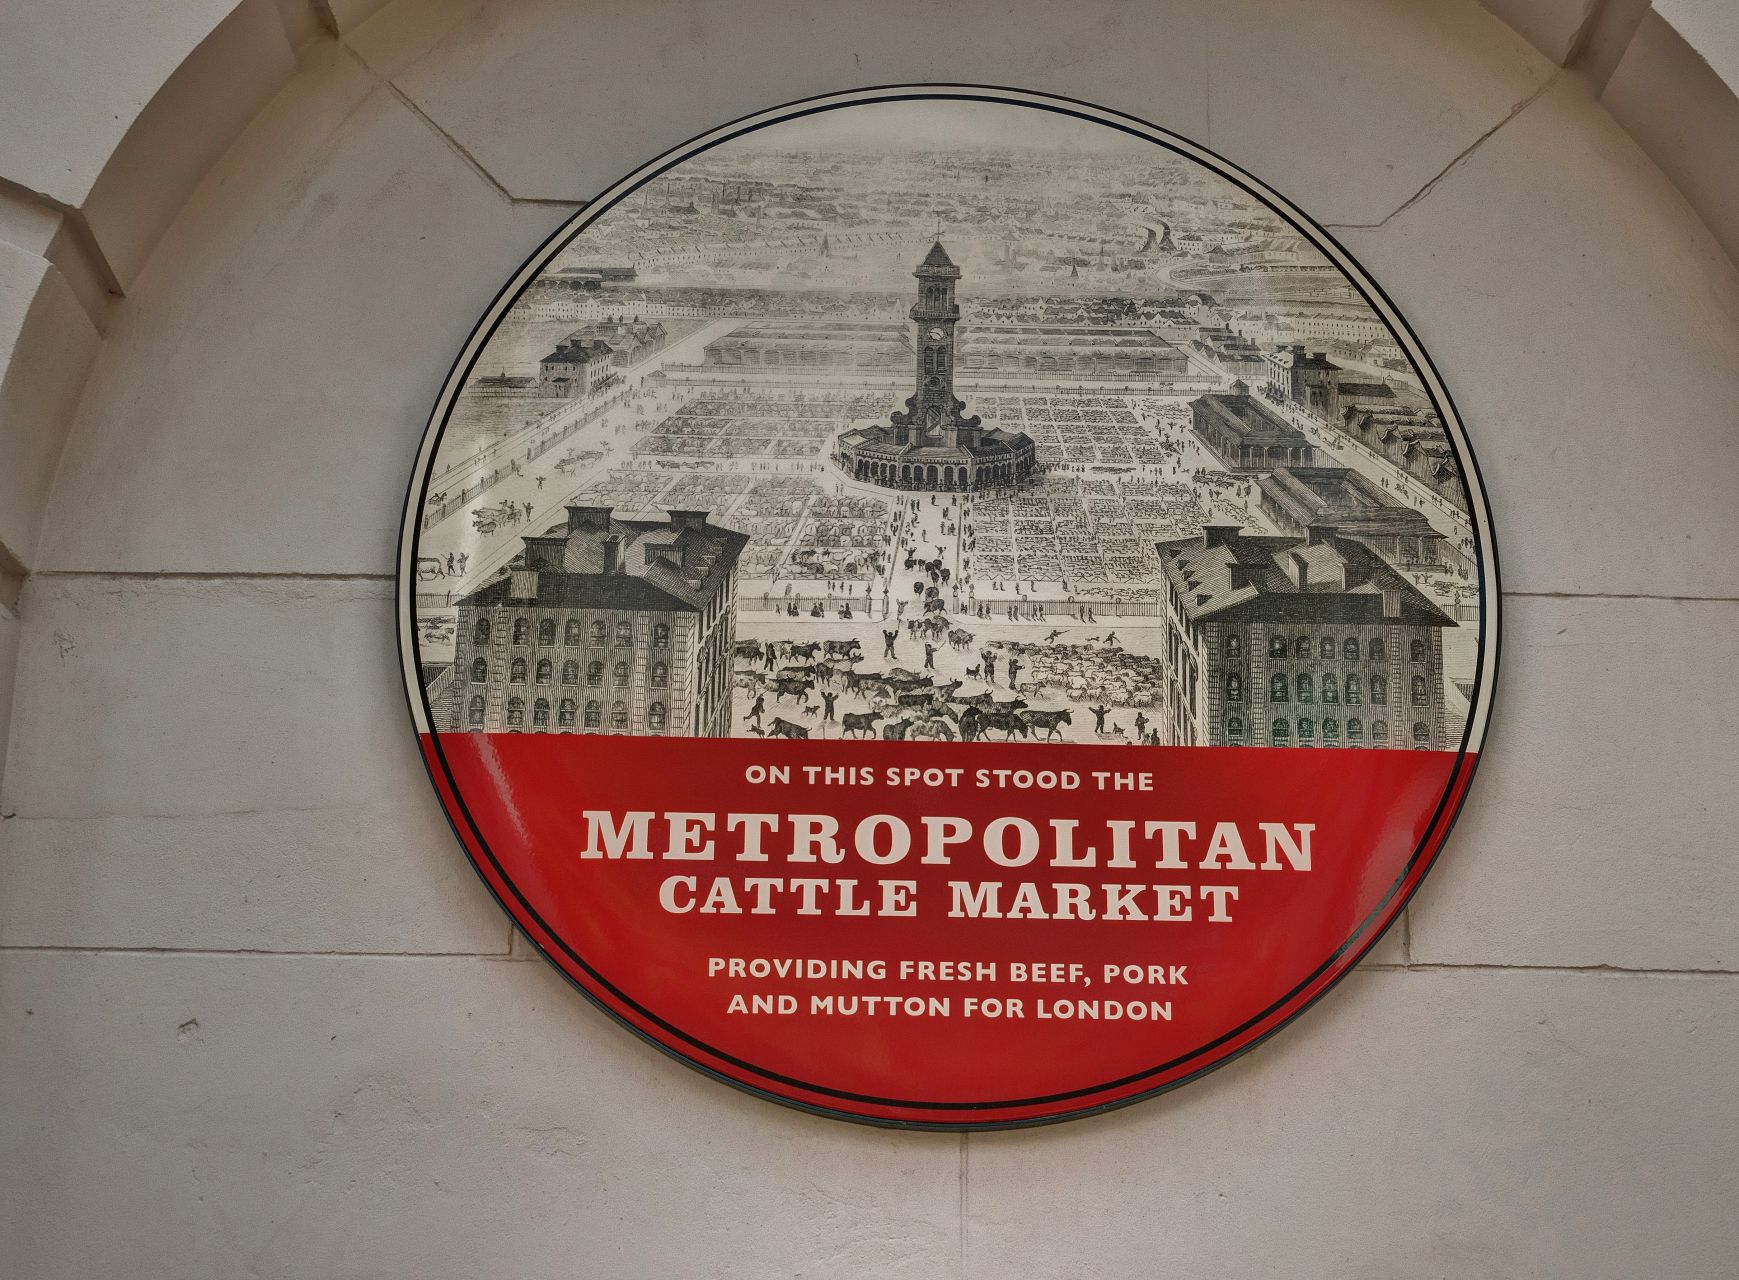 ON THIS SPOT STOOD THE
METROPOLITAN
CATTLE MARKET
PROVIDING FRESH BEEF, PORK
AND MUTTON FOR LONDON